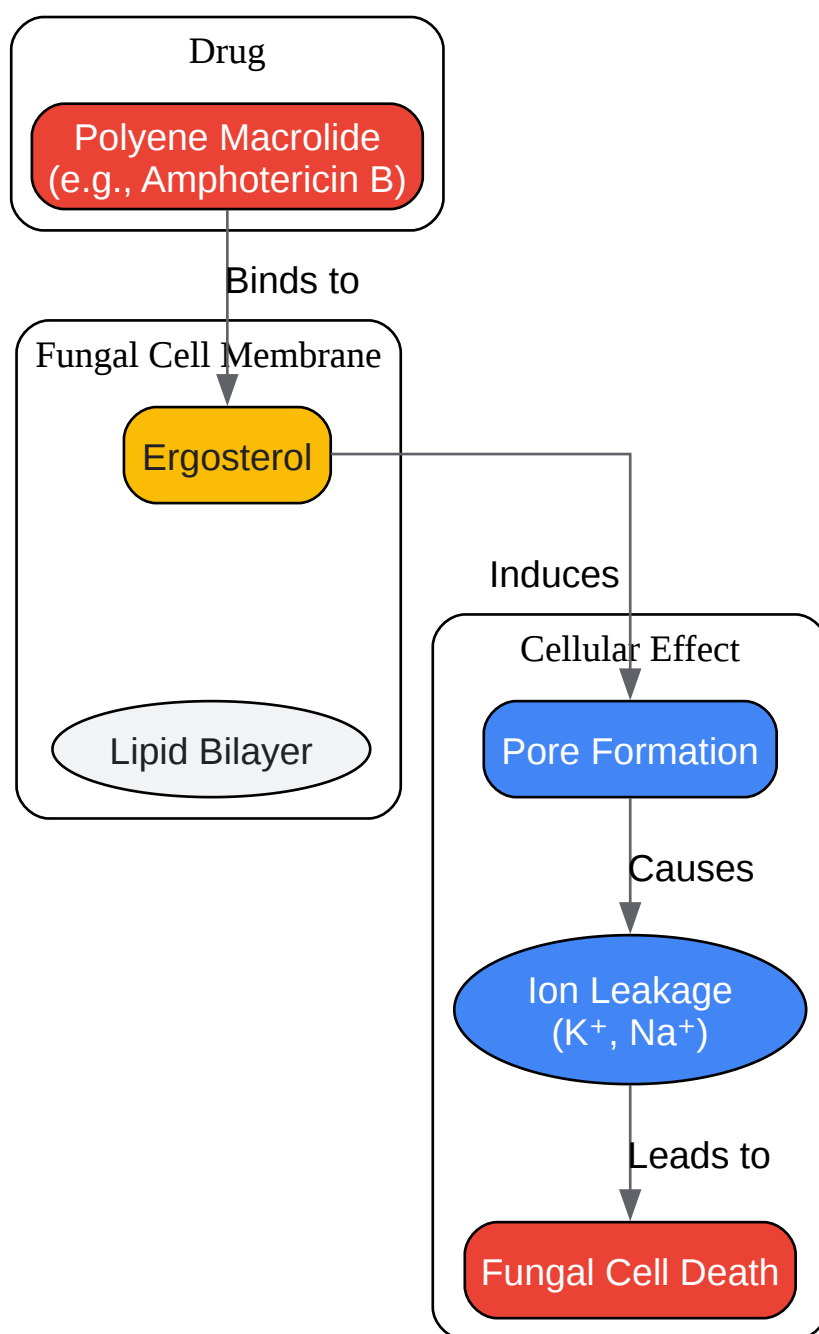 Drug
Polyene Macrolide
(e.g., Amphotericin B)
Binds to
Fungal Cell Membrane
Ergosterol
Induces
Cellular Effect
Lipid Bilayer
Pore Formation
Causes
Ion Leakage
(K⁺, Na⁺)
Leads to
Fungal Cell Death